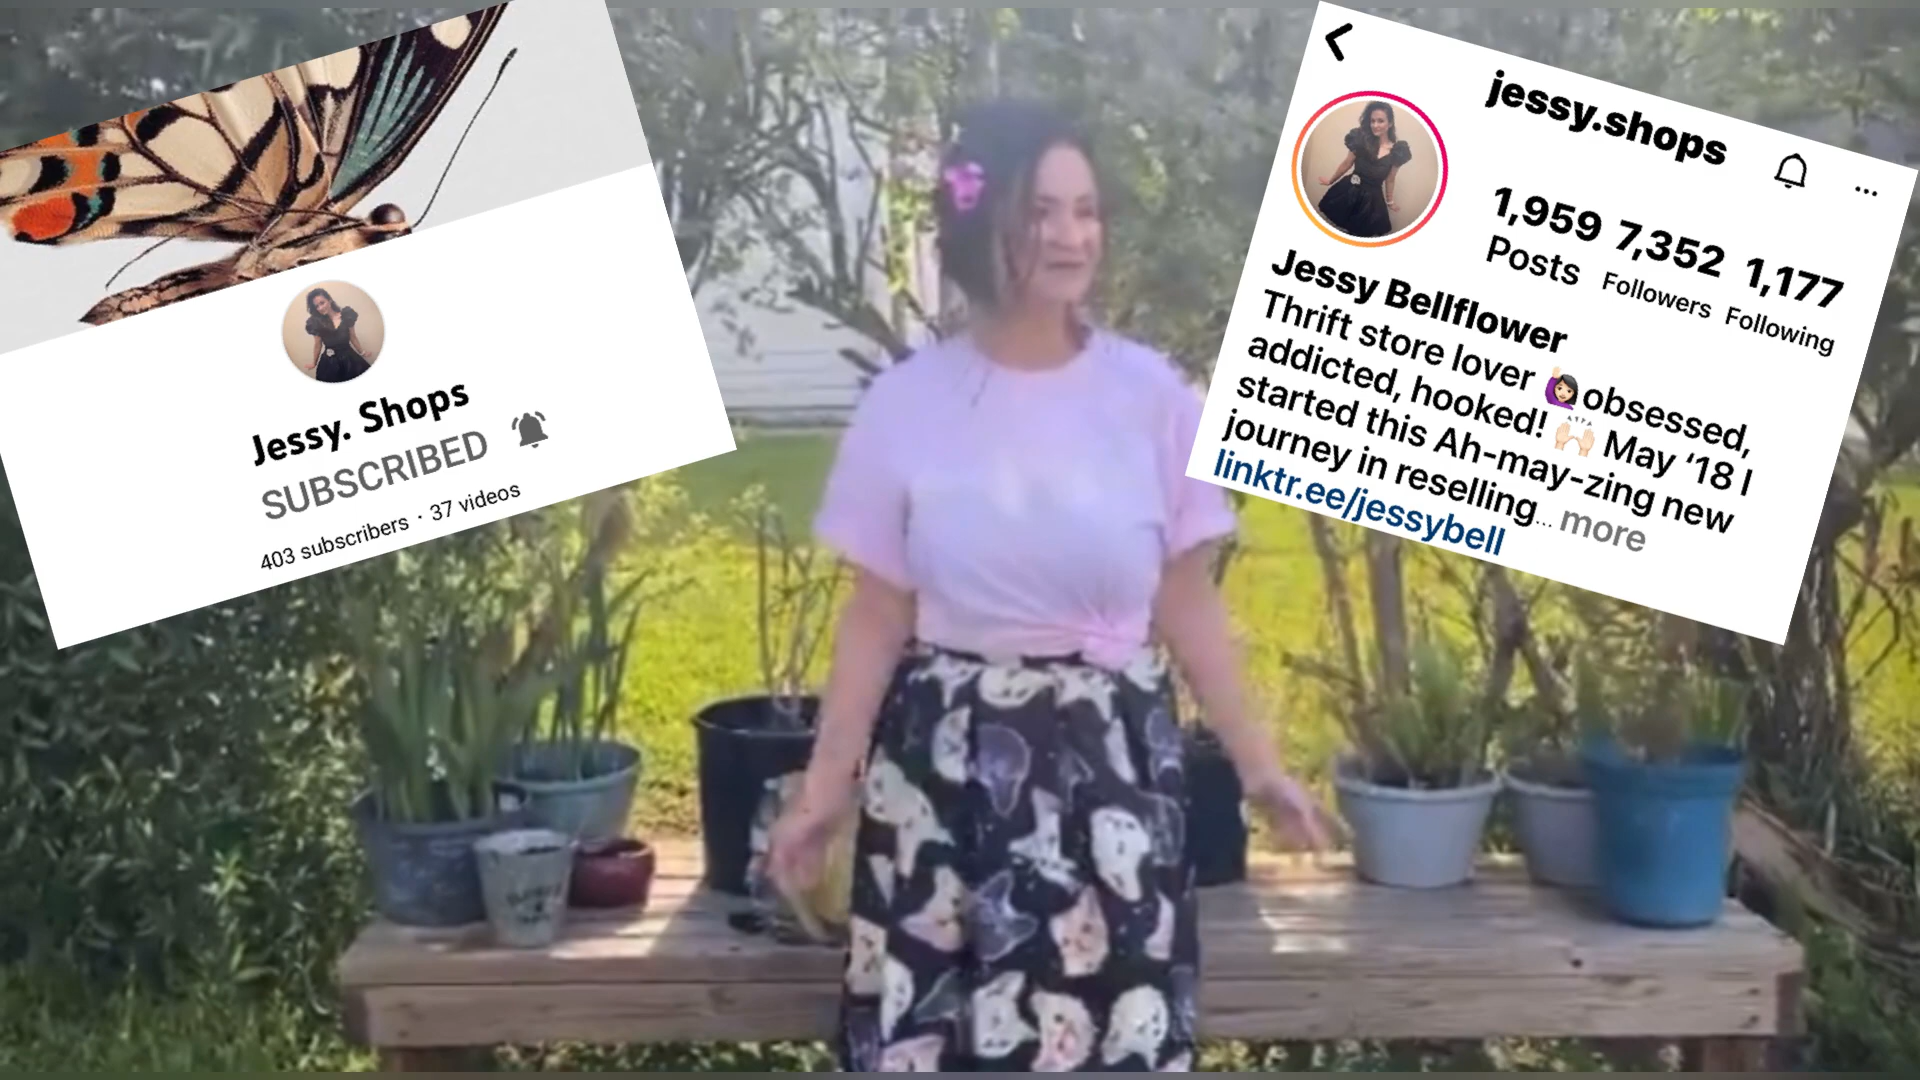 Jessy. Shops
SUBSCRIBED
403 subscribers · 37 videos
jessy.shops
1,959 7,352 1,177
Posts Followers Following
Jessy Bellflower
Thrift store lover 🙋🏻‍♀️obsessed,
addicted, hooked! 🙌🏻 May ‘18 I
started this Ah-may-zing new
journey in reselling... more
linktr.ee/jessybell